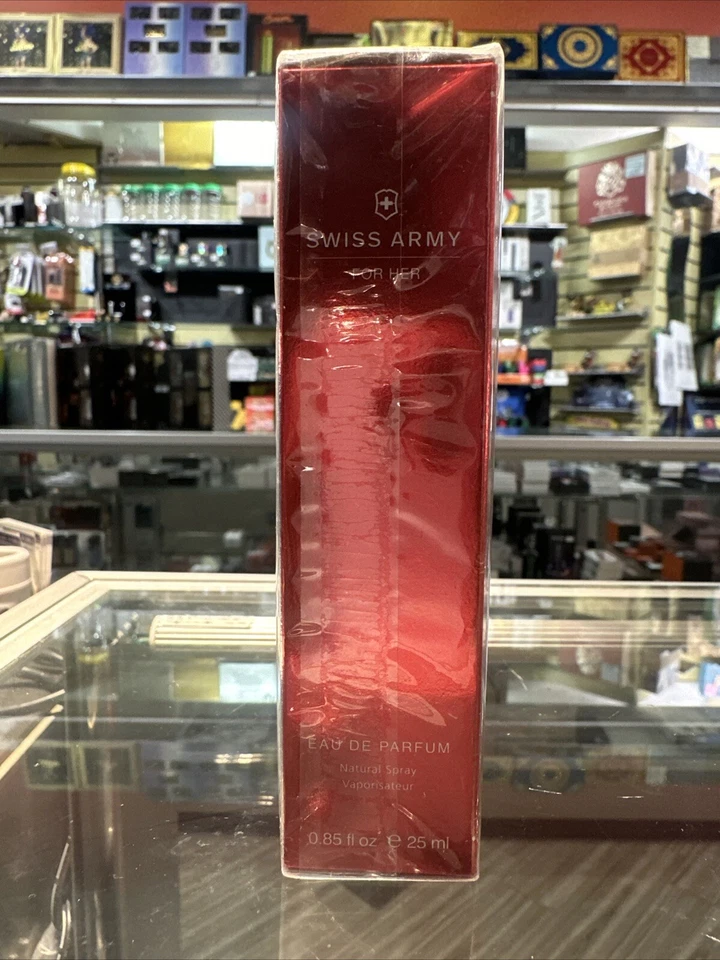 SWISS ARMY
FOR HER
EAU DE PARFUM
Natural Spray
Vaporisateur
0.85 fl oz ℮ 25 ml